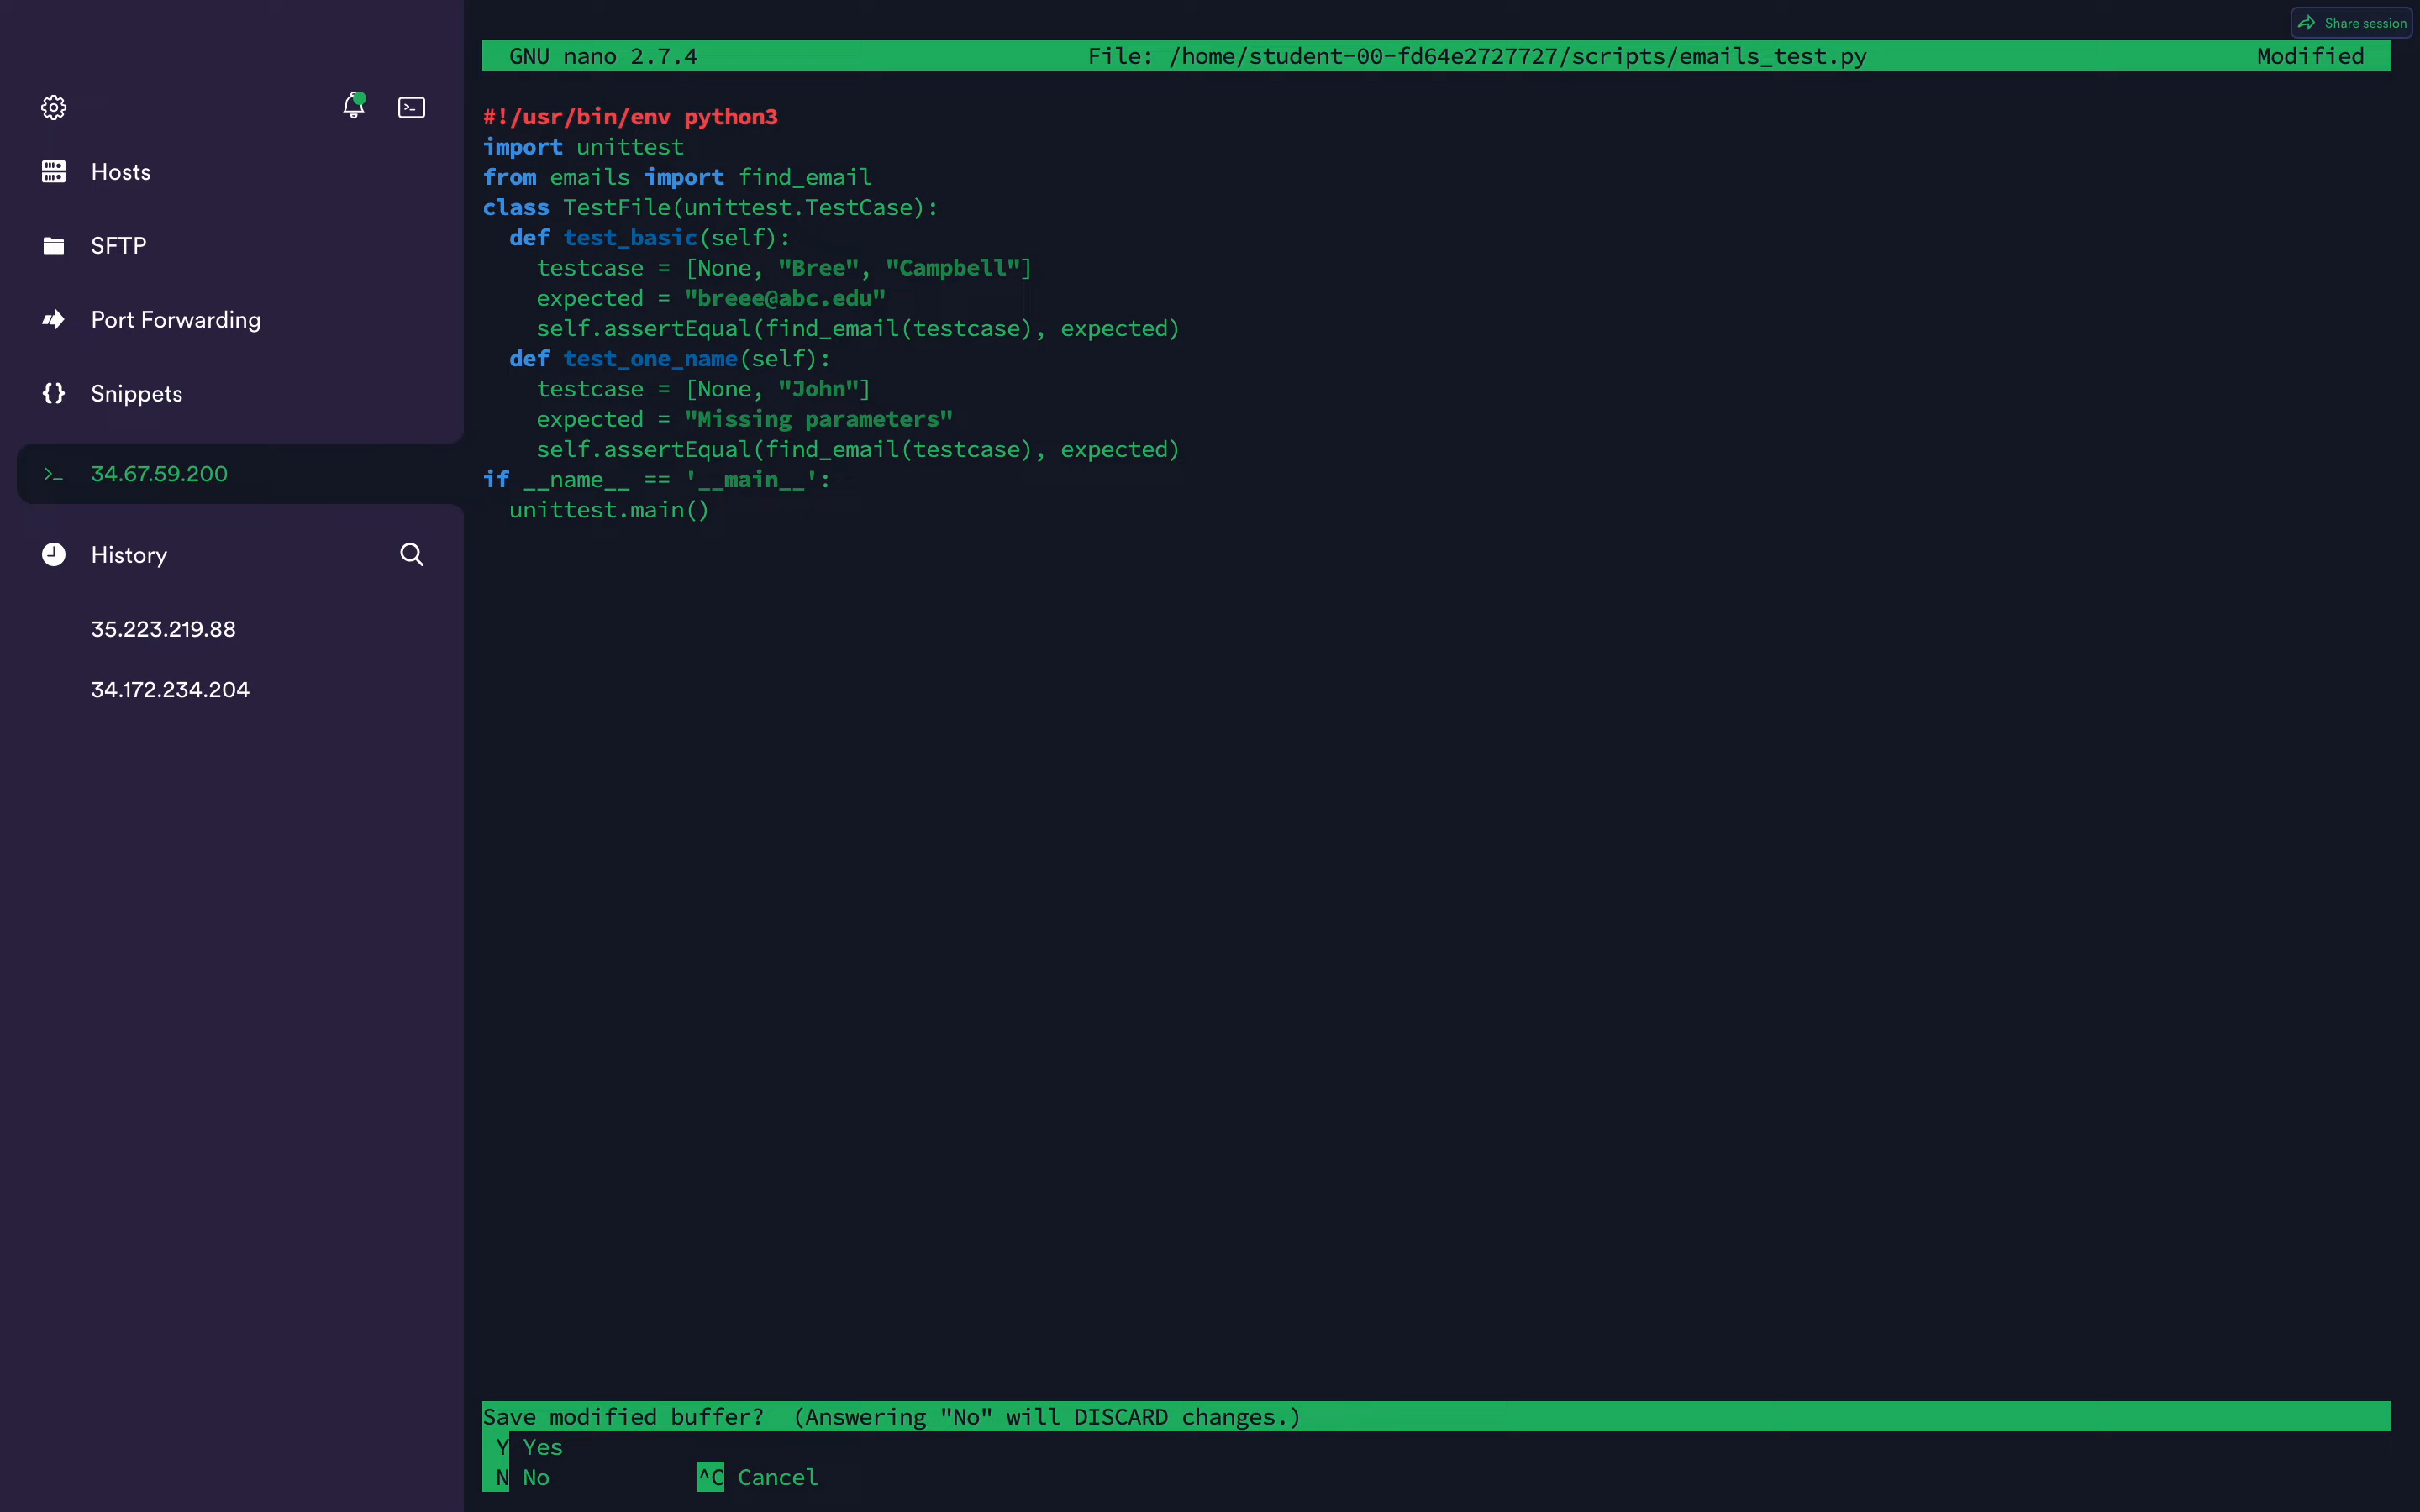 Share session
GNU nano 2.7.4 File: /home/student-00-fd64e2727727/scripts/emails_test.py Modified
Hosts
SFTP
Port Forwarding
Snippets
34.67.59.200
History
35.223.219.88
34.172.234.204
#!/usr/bin/env python3
import unittest
from emails import find_email
class TestFile(unittest.TestCase):
  def test_basic(self):
    testcase = [None, "Bree", "Campbell"]
    expected = "breee@abc.edu"
    self.assertEqual(find_email(testcase), expected)
  def test_one_name(self):
    testcase = [None, "John"]
    expected = "Missing parameters"
    self.assertEqual(find_email(testcase), expected)
if __name__ == '__main__':
  unittest.main()
Save modified buffer?  (Answering "No" will DISCARD changes.)
Y Yes
N No ^C Cancel